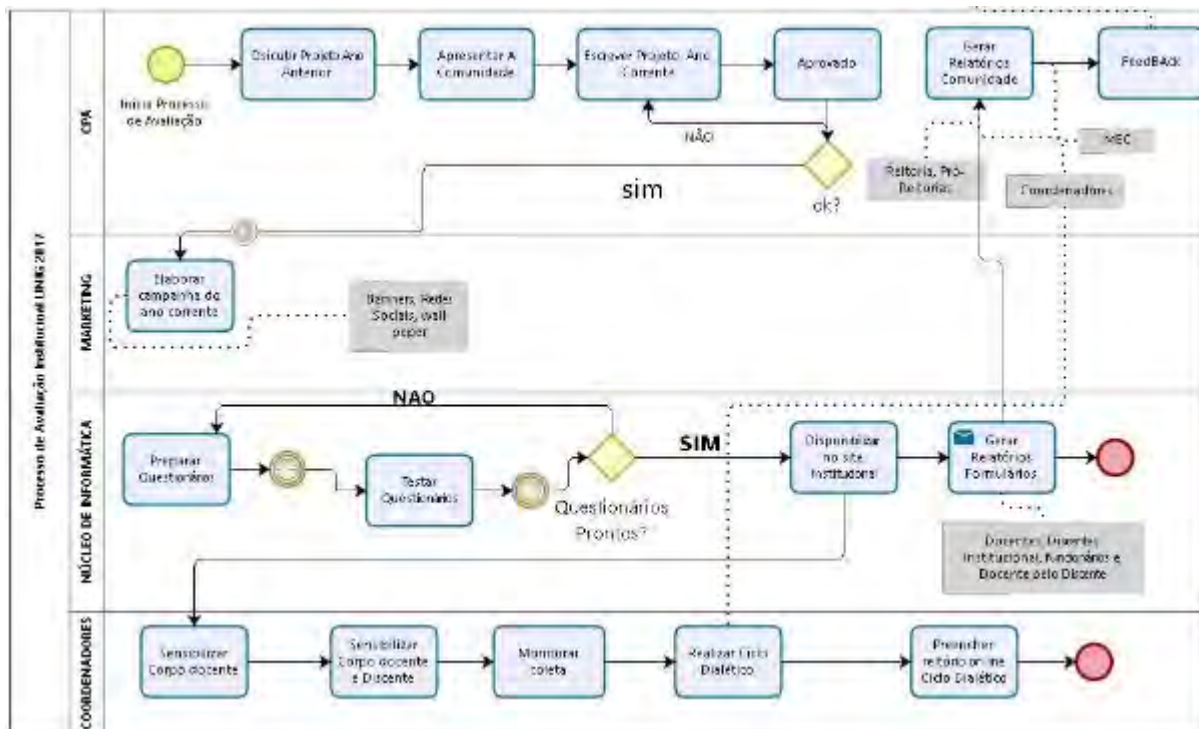 Processo de Avaliação Institucional UNIG 2017
CPA
Inicia Processo
de Avaliação
Discutir Projeto Ano
Anterior
Apresentar A
Comunidade
Escrever Projeto Ano
Corrente
Aprovado
NÃO
sim
ok?
Gerar
Relatórios
Comunidade
FeedBAck
MEC
Reitoria, Pró-
Reitorias
Coordenadores
MARKETING
Elaborar
campanha do
ano corrente
Banners, Redes
Sociais, wall
paper
NÚCLEO DE INFORMÁTICA
NAO
Preparar
Questionários
Testar
Questionários
Questionários
Prontos?
SIM
Disponibilizar
no site
Institucional
Gerar
Relatórios
Formulários
Docentes, Discentes
Institucional, funcionários e
Docente pelo Discente
COORDENADORES
Sensibilizar
Corpo docente
Sensibilizar
Corpo docente
e Discente
Monitorar
coleta
Realizar Ciclo
Dialético
Preencher
online
Ciclo Dialético